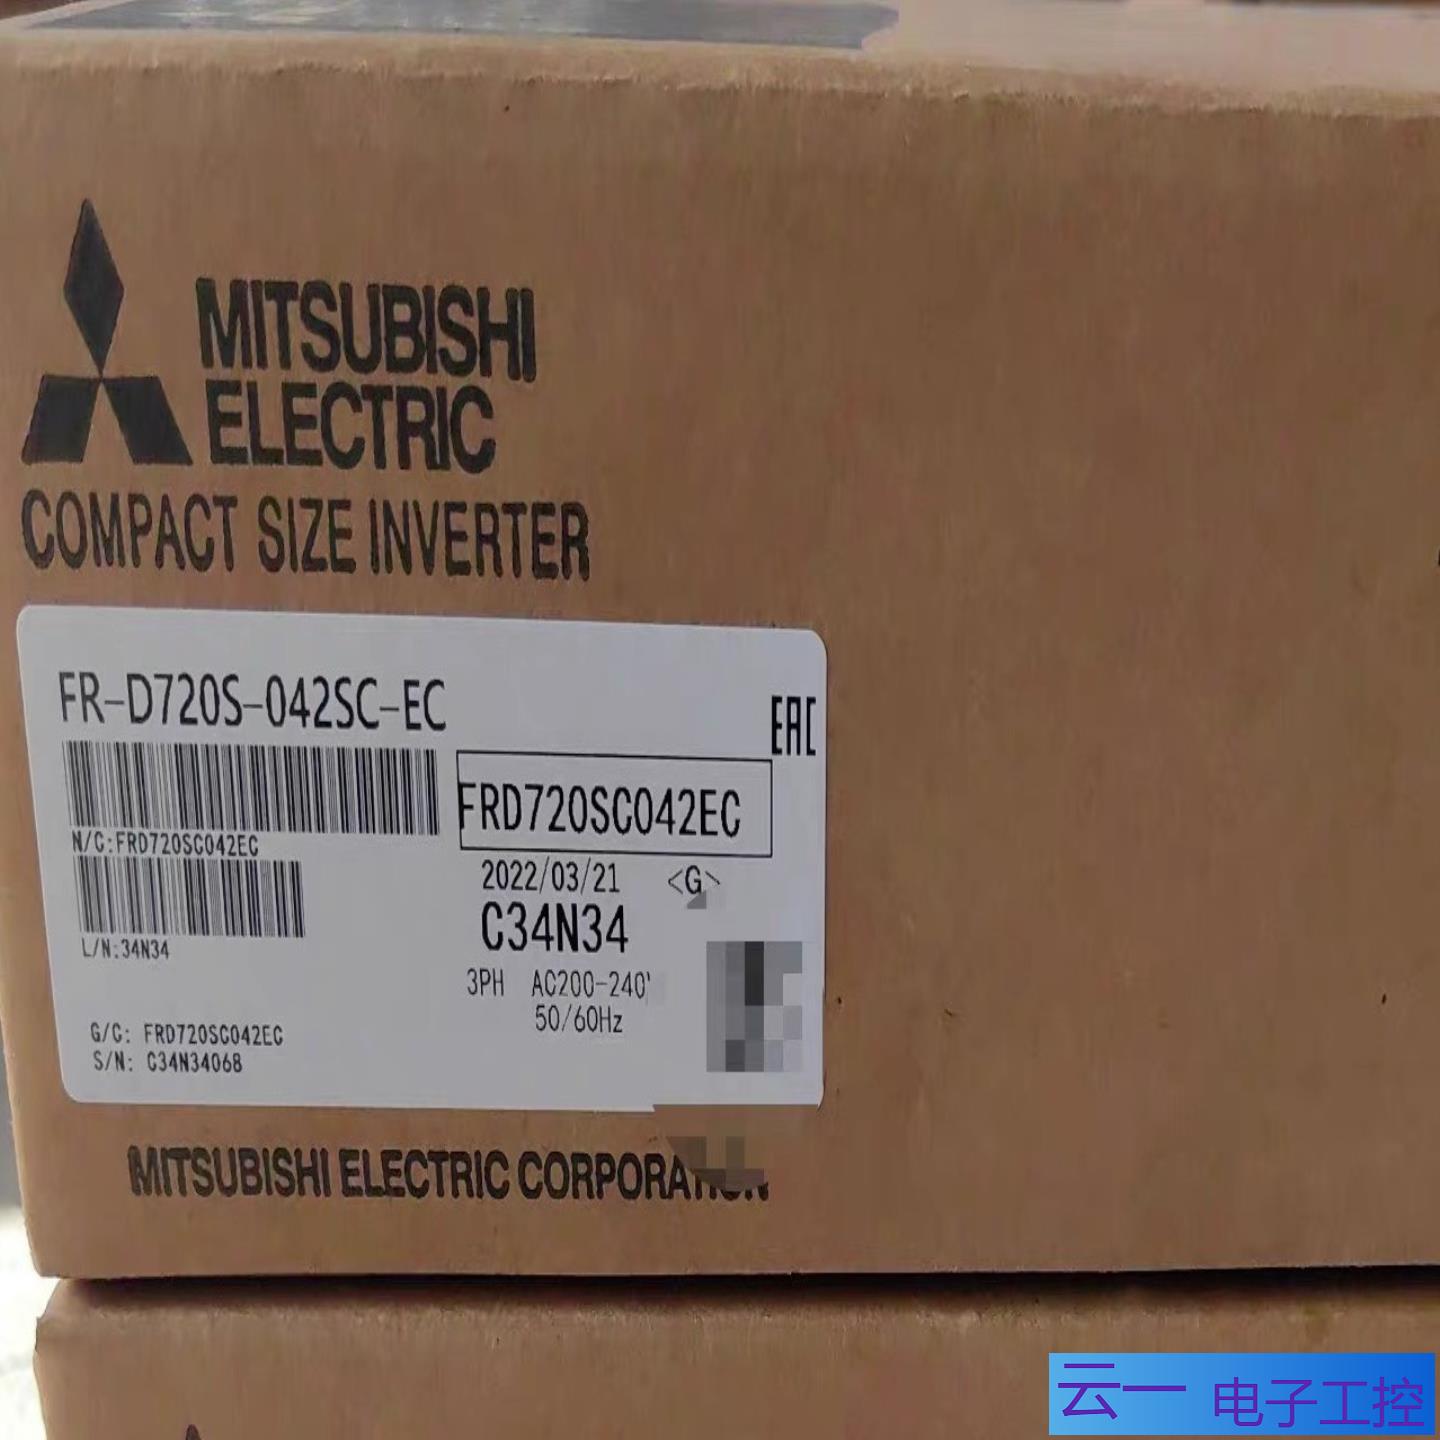 MITSUBISHI
ELECTRIC
COMPACT SIZE INVERTER
FR-D720S-042SC-EC
EAC
FRD720SC042EC
N/C:FRD720SC042EC
2022/03/21 <G>
C34N34
L/N:34N34
3PH AC200-240
50/60Hz
G/C: FRD720SC042EC
S/N: C34N34068
MITSUBISHI ELECTRIC CORPORATION
云一 电子工控